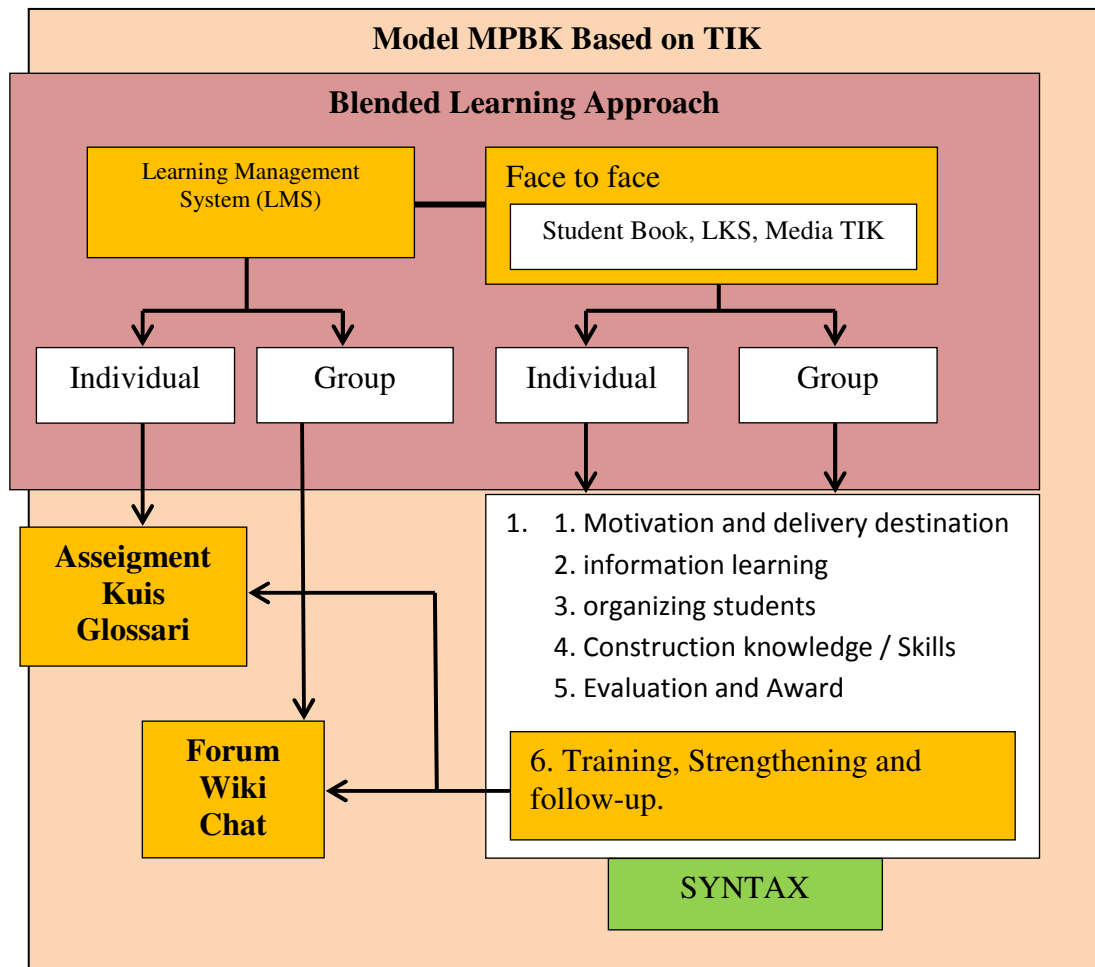 Model MPBK Based on TIK
Blended Learning Approach
Learning Management
System (LMS)
Face to face
Student Book, LKS, Media TIK
Individual
Group
Individual
Group
Asseigment
Kuis
Glossari
Forum
Wiki
Chat
1. 1. Motivation and delivery destination
2. information learning
3. organizing students
4. Construction knowledge / Skills
5. Evaluation and Award
6. Training, Strengthening and
follow-up.
SYNTAX